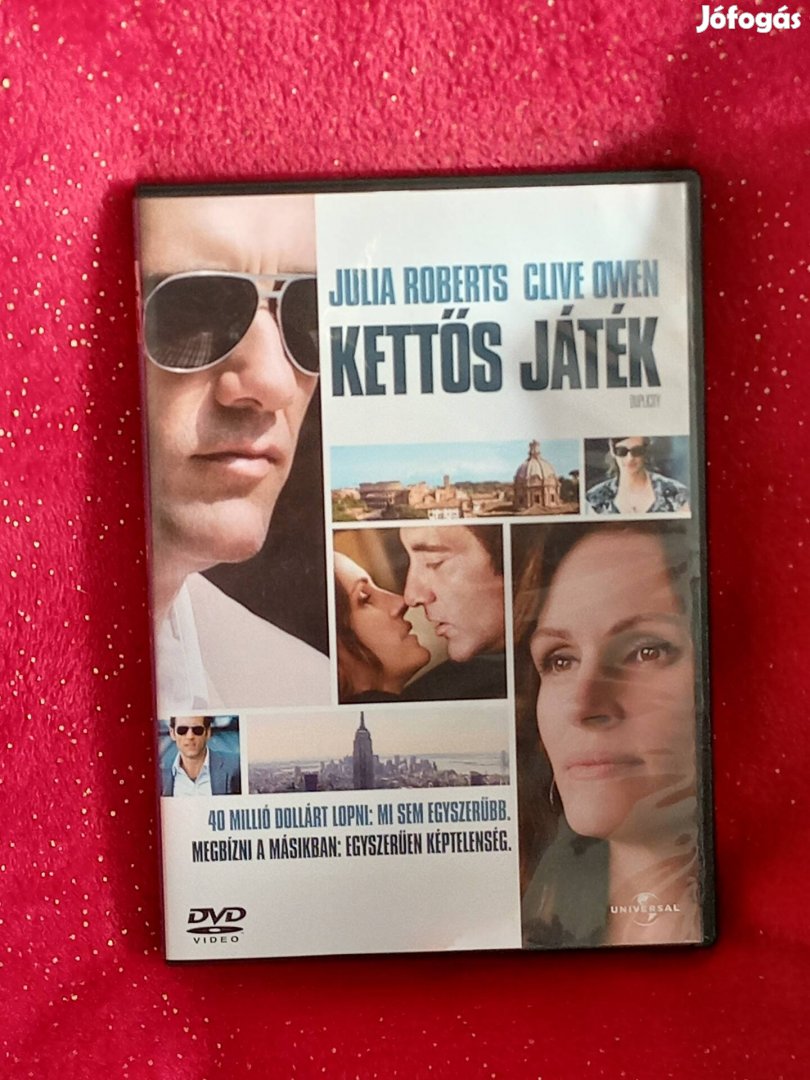 Jófogás
JULIA ROBERTS CLIVE OWEN
KETTŐS JÁTÉK
DUPLICITY
40 MILLIÓ DOLLÁRT LOPNI: MI SEM EGYSZERŰBB.
MEGBÍZNI A MÁSIKBAN: EGYSZERŰEN KÉPTELENSÉG.
DVD
VIDEO
UNIVERSAL